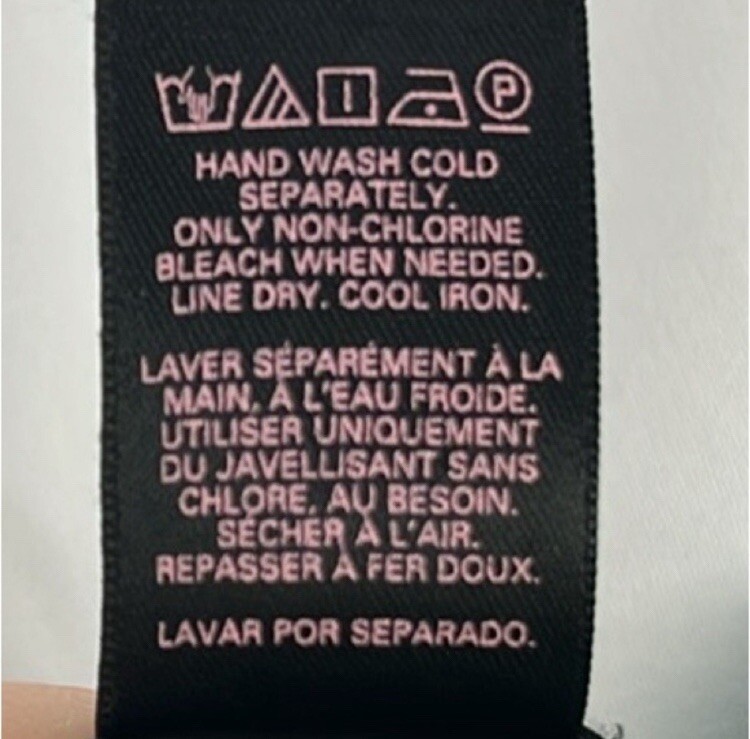 P
HAND WASH COLD
SEPARATELY.
ONLY NON-CHLORINE
BLEACH WHEN NEEDED.
LINE DRY. COOL IRON.
LAVER SÉPARÉMENT À LA
MAIN, À L'EAU FROIDE.
UTILISER UNIQUEMENT
DU JAVELLISANT SANS
CHLORE, AU BESOIN.
SÉCHER À L'AIR.
REPASSER À FER DOUX.
LAVAR POR SEPARADO.